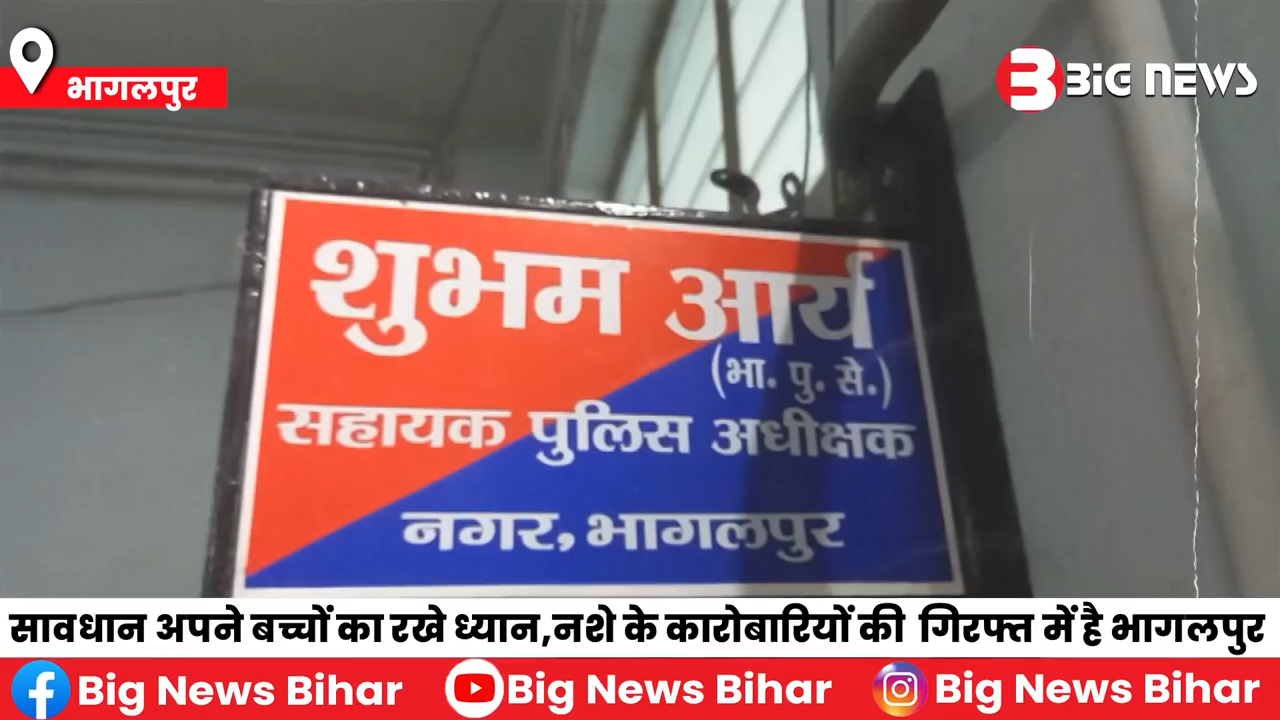 भागलपुर
BIG NEWS
शुभम आर्य
(भा. पु. से.)
सहायक पुलिस अधीक्षक
नगर, भागलपुर
सावधान अपने बच्चों का रखे ध्यान,नशे के कारोबारियों की गिरफ्त में है भागलपुर
Big News Bihar
Big News Bihar
Big News Bihar